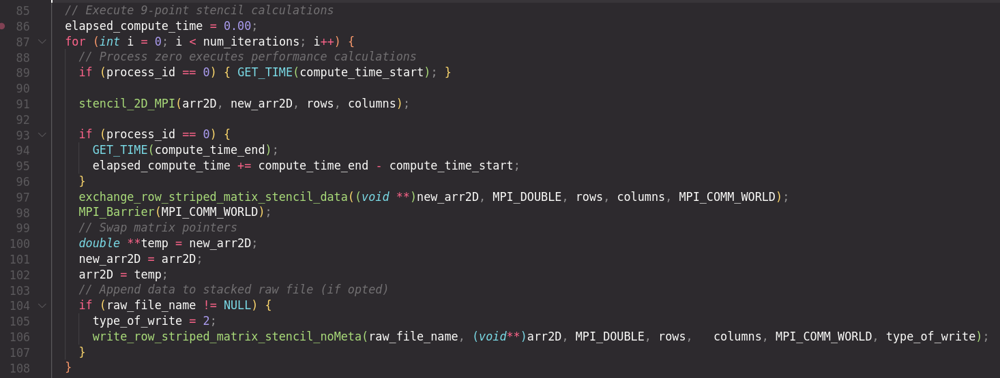 85 // Execute 9-point stencil calculations
86 elapsed_compute_time = 0.00;
87 for (int i = 0; i < num_iterations; i++) {
88 // Process zero executes performance calculations
89 if (process_id == 0) { GET_TIME(compute_time_start); }
90
91 stencil_2D_MPI(arr2D, new_arr2D, rows, columns);
92
93 if (process_id == 0) {
94 GET_TIME(compute_time_end);
95 elapsed_compute_time += compute_time_end - compute_time_start;
96 }
97 exchange_row_striped_matix_stencil_data((void **)new_arr2D, MPI_DOUBLE, rows, columns, MPI_COMM_WORLD);
98 MPI_Barrier(MPI_COMM_WORLD);
99 // Swap matrix pointers
100 double **temp = new_arr2D;
101 new_arr2D = arr2D;
102 arr2D = temp;
103 // Append data to stacked raw file (if opted)
104 if (raw_file_name != NULL) {
105 type_of_write = 2;
106 write_row_striped_matrix_stencil_noMeta(raw_file_name, (void**)arr2D, MPI_DOUBLE, rows,   columns, MPI_COMM_WORLD, type_of_write);
107 }
108 }